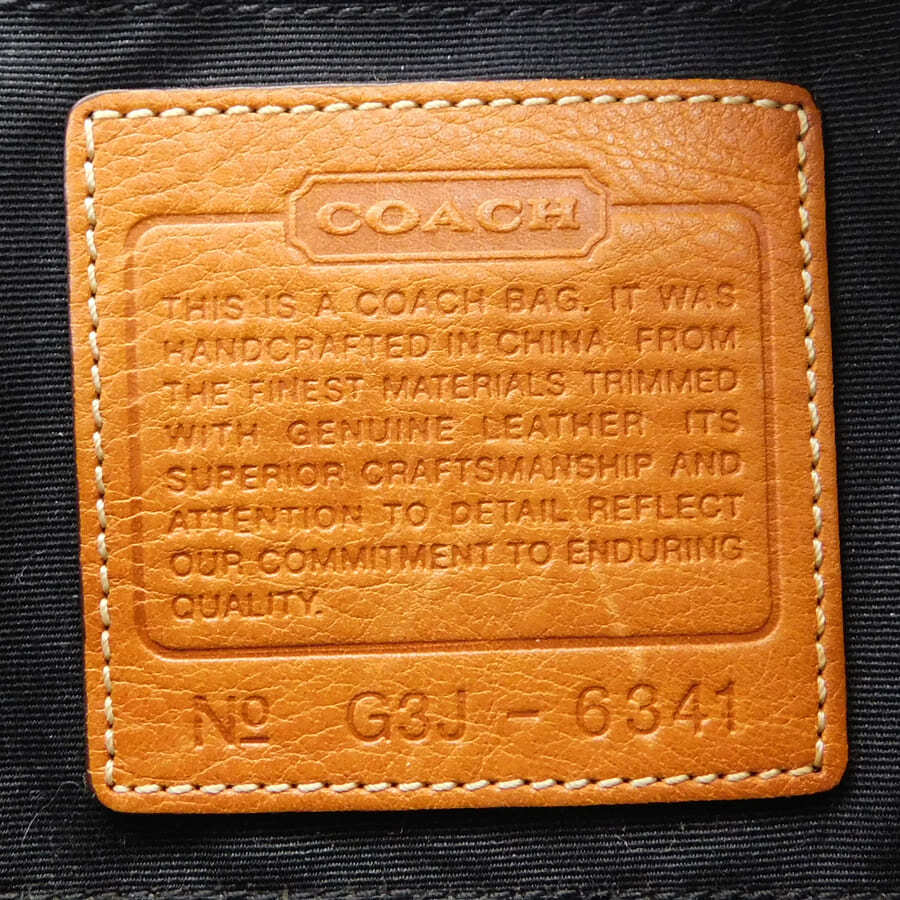 COACH
THIS IS A COACH BAG. IT WAS
HANDCRAFTED IN CHINA FROM
THE FINEST MATERIALS TRIMMED
WITH GENUINE LEATHER ITS
SUPERIOR CRAFTSMANSHIP AND
ATTENTION TO DETAIL REFLECT
OUR COMMITMENT TO ENDURING
QUALITY.
Nº G3J - 6341